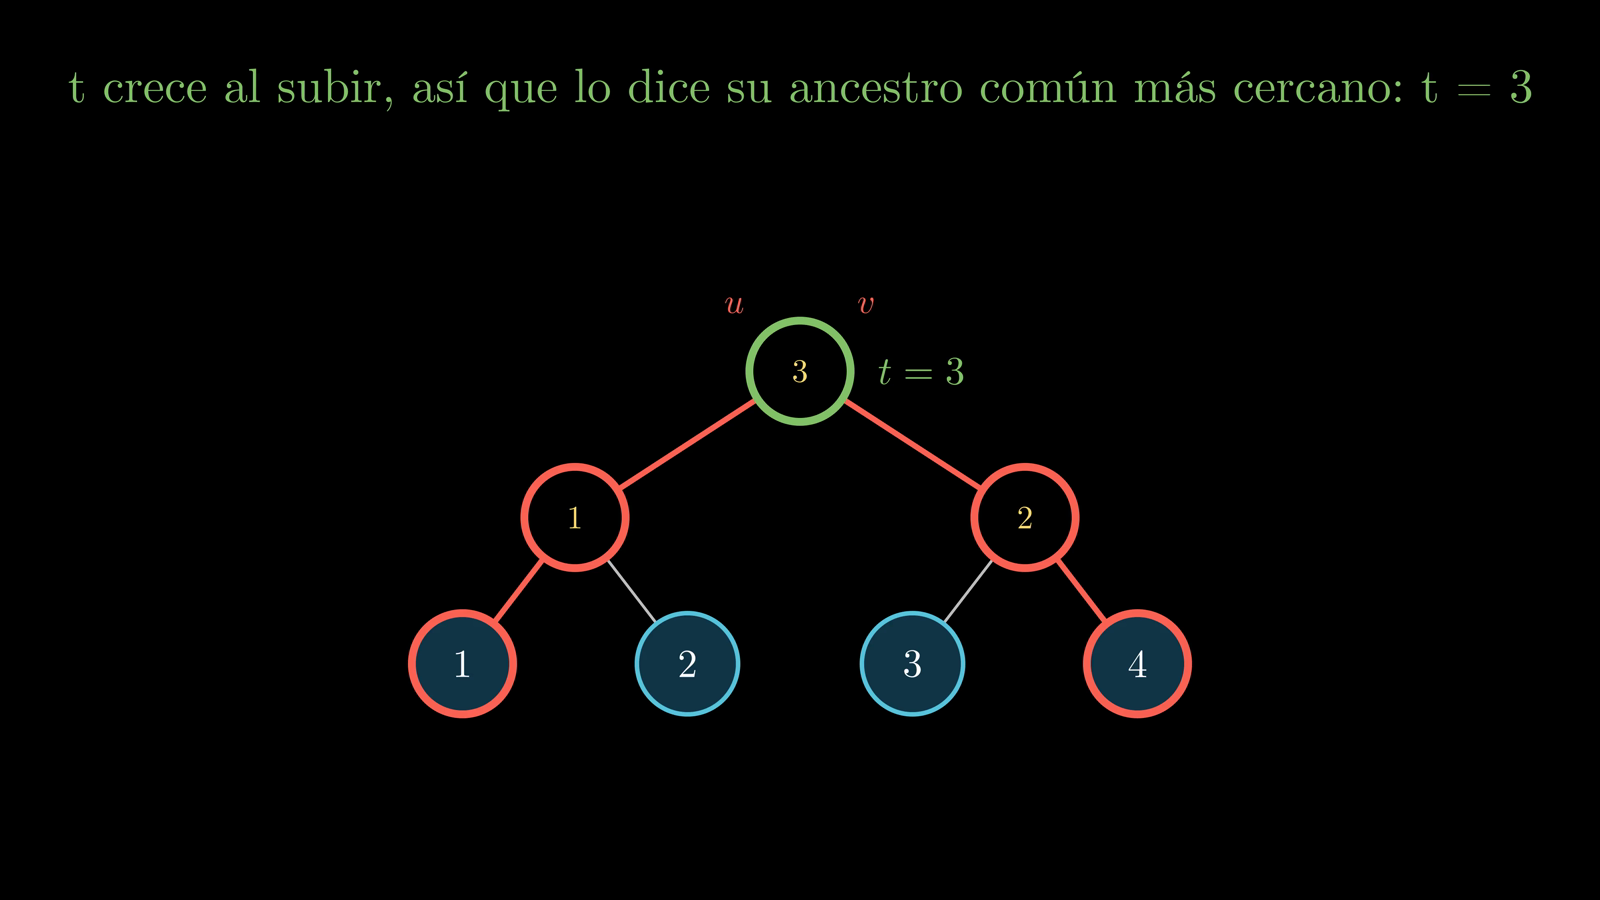 t crece al subir, así que lo dice su ancestro común más cercano: t = 3
u v
3 t = 3
1 2
1 2 3 4